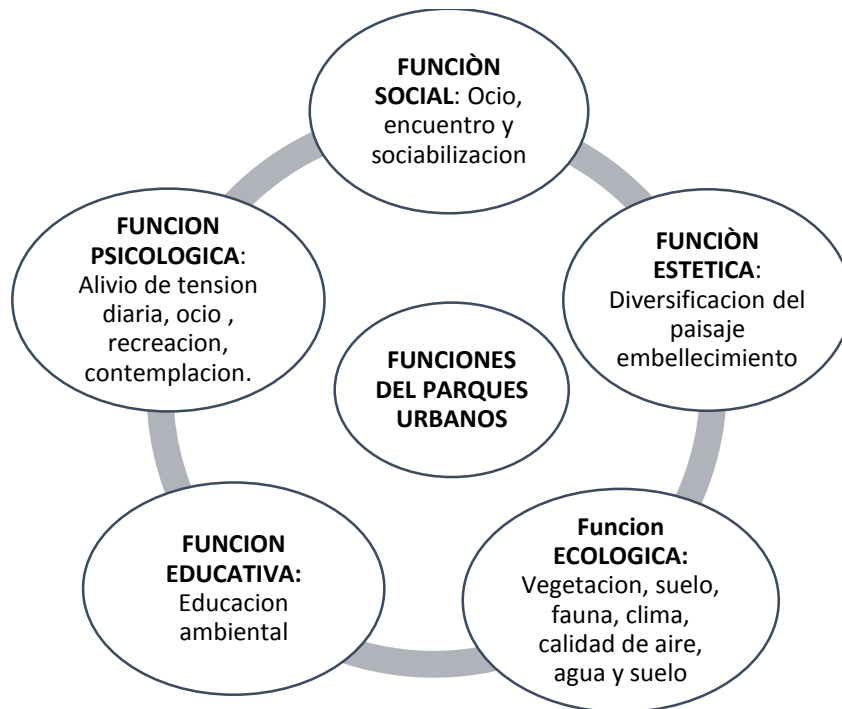 FUNCIÒN
SOCIAL: Ocio,
encuentro y
sociabilizacion
FUNCIÒN
ESTETICA:
Diversificacion del
paisaje
embellecimiento
Funcion
ECOLOGICA:
Vegetacion, suelo,
fauna, clima,
calidad de aire,
agua y suelo
FUNCION
EDUCATIVA:
Educacion
ambiental
FUNCION
PSICOLOGICA:
Alivio de tension
diaria, ocio ,
recreacion,
contemplacion.
FUNCIONES
DEL PARQUES
URBANOS